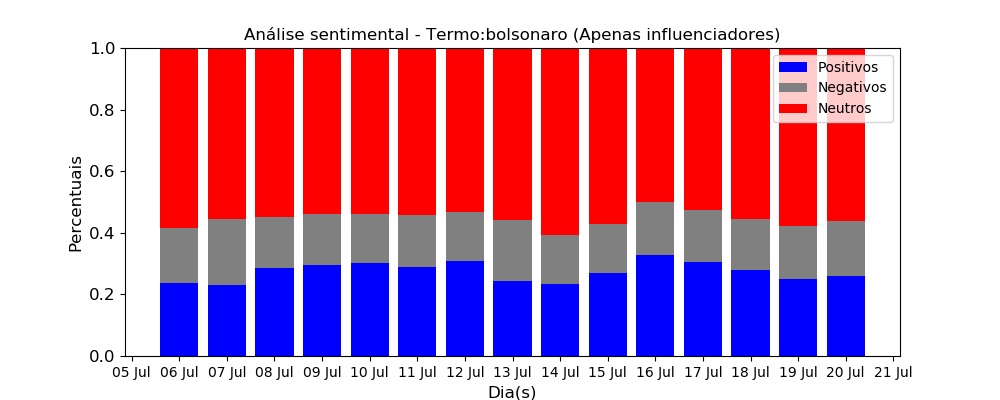 Análise sentimental - Termo:bolsonaro (Apenas influenciadores)
Positivos
Negativos
Neutros
Percentuais
1.0
0.8
0.6
0.4
0.2
0.0
05 Jul 06 Jul 07 Jul 08 Jul 09 Jul 10 Jul 11 Jul 12 Jul 13 Jul 14 Jul 15 Jul 16 Jul 17 Jul 18 Jul 19 Jul 20 Jul 21 Jul
Dia(s)